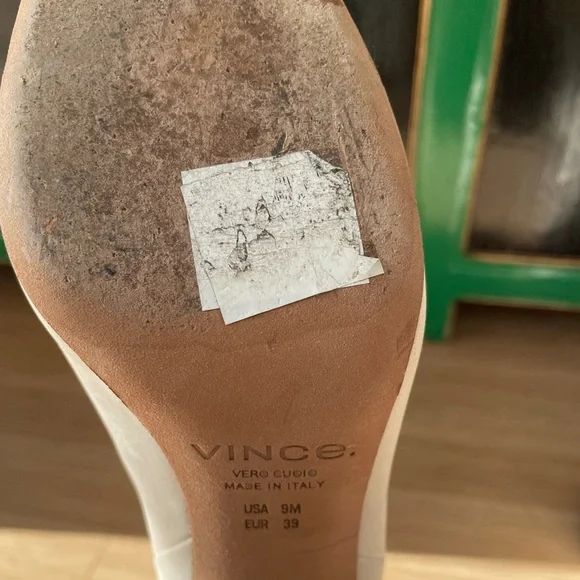 VINCE.
VERO CUOIO
MADE IN ITALY
USA 9M
EUR 39